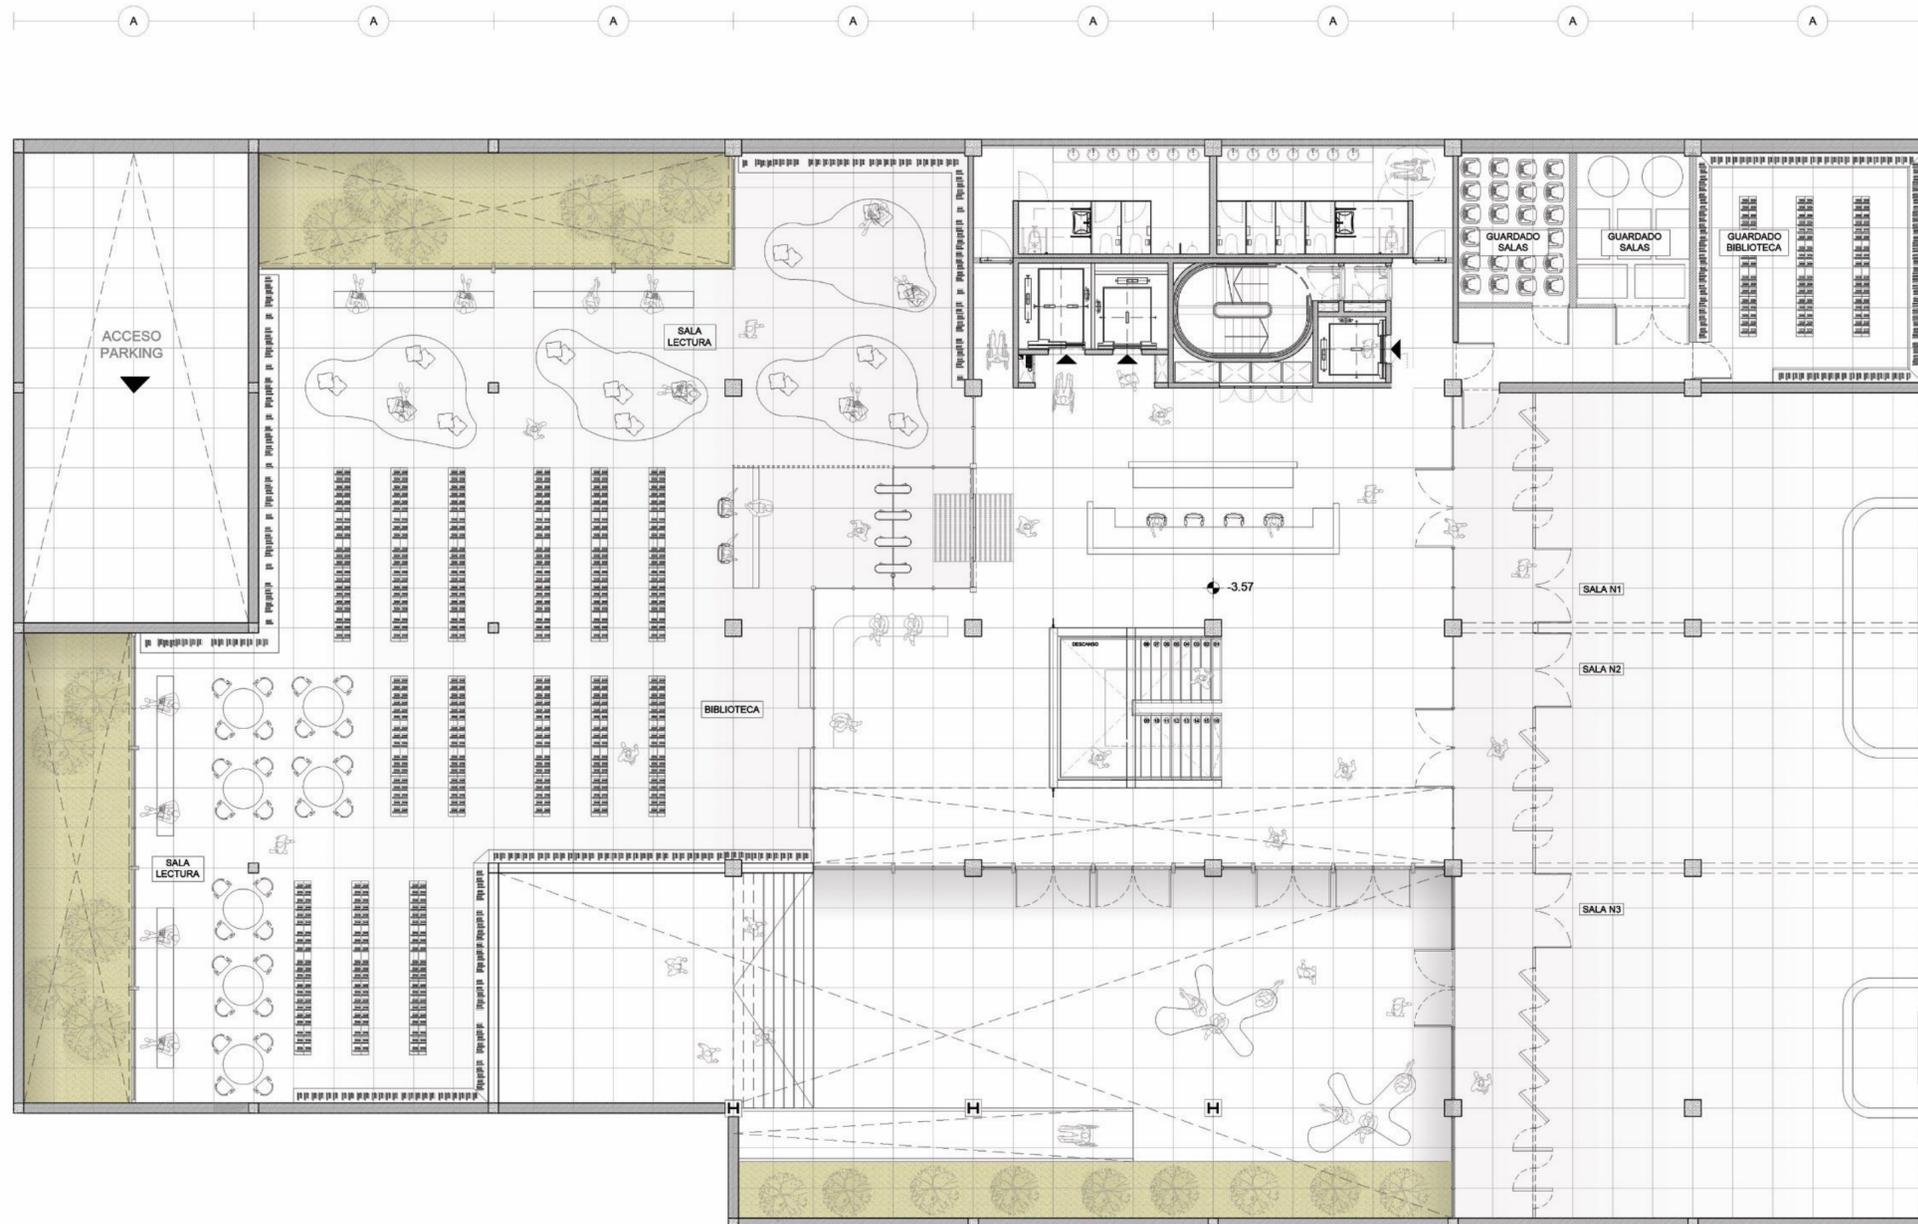 A A A A A A A A
GUARDADO
SALAS
GUARDADO
SALAS
GUARDADO
BIBLIOTECA
ACCESO
PARKING
SALA
LECTURA
-3.57
SALA N1
DESCANSO
SALA N2
BIBLIOTECA
SALA
LECTURA
SALA N3
H H H